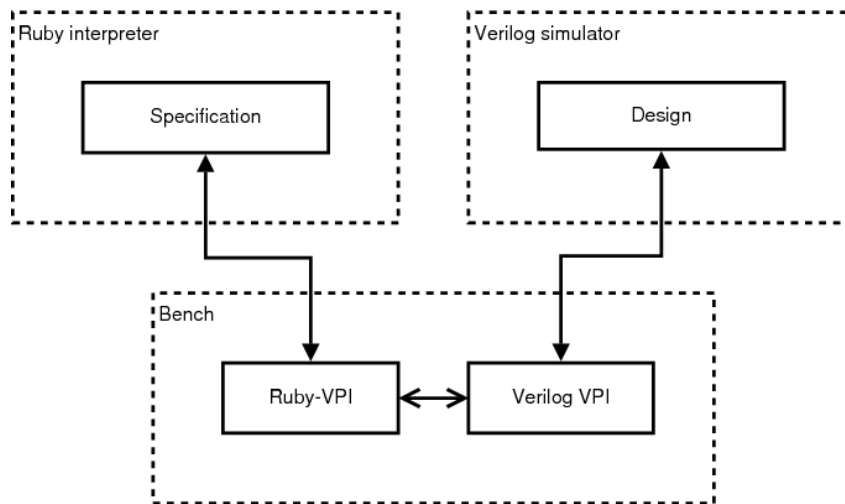 Ruby interpreter
Verilog simulator
Specification
Design
Bench
Ruby-VPI
Verilog VPI